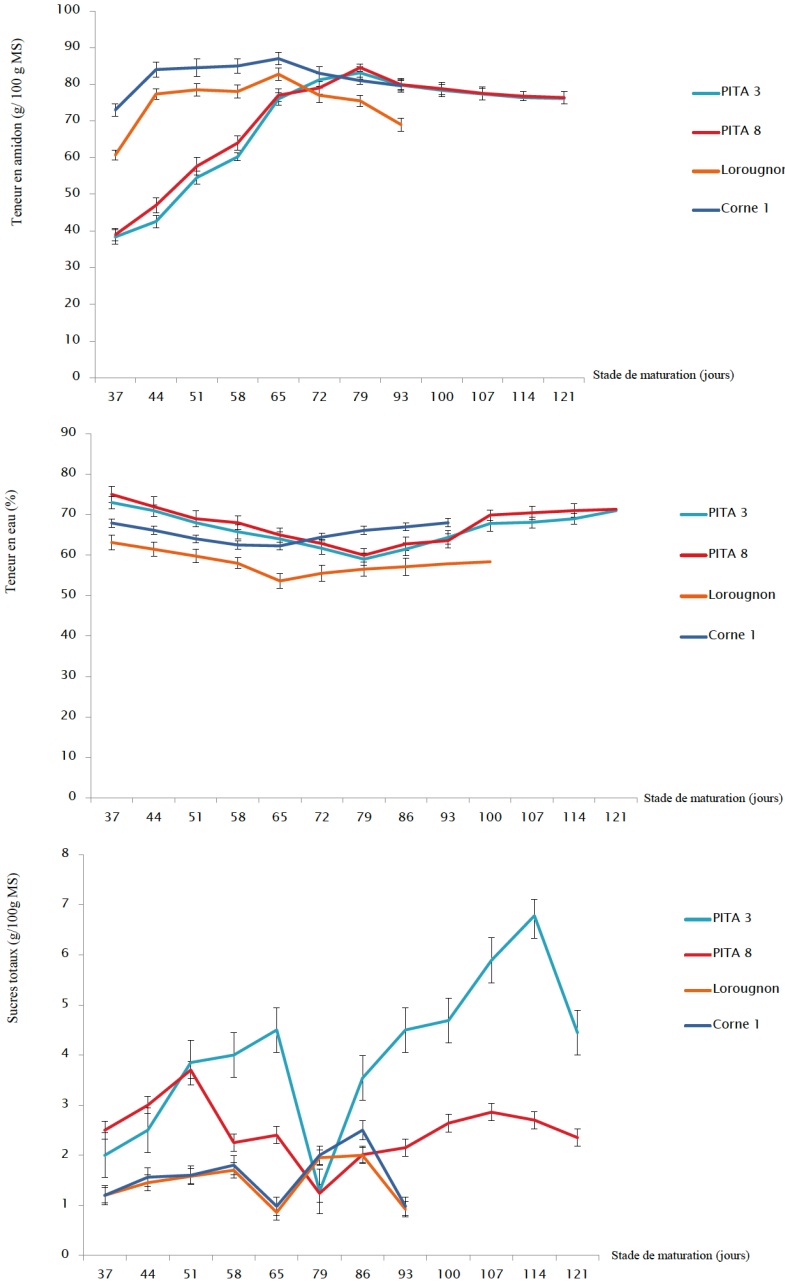 Teneur en amidon (g/ 100 g MS)
100
90
80
70
60
50
40
30
20
10
0
37 44 51 58 65 72 79 93 100 107 114 121
Stade de maturation (jours)
PITA 3
PITA 8
Lorougnon
Corne 1
Teneur en eau (%)
90
80
70
60
50
40
30
20
10
0
37 44 51 58 65 72 79 86 93 100 107 114 121
Stade de maturation (jours)
PITA 3
PITA 8
Lorougnon
Corne 1
Sucres totaux (g/100g MS)
8
7
6
5
4
3
2
1
0
37 44 51 58 65 79 86 93 100 107 114 121
Stade de maturation (jours)
PITA 3
PITA 8
Lorougnon
Corne 1